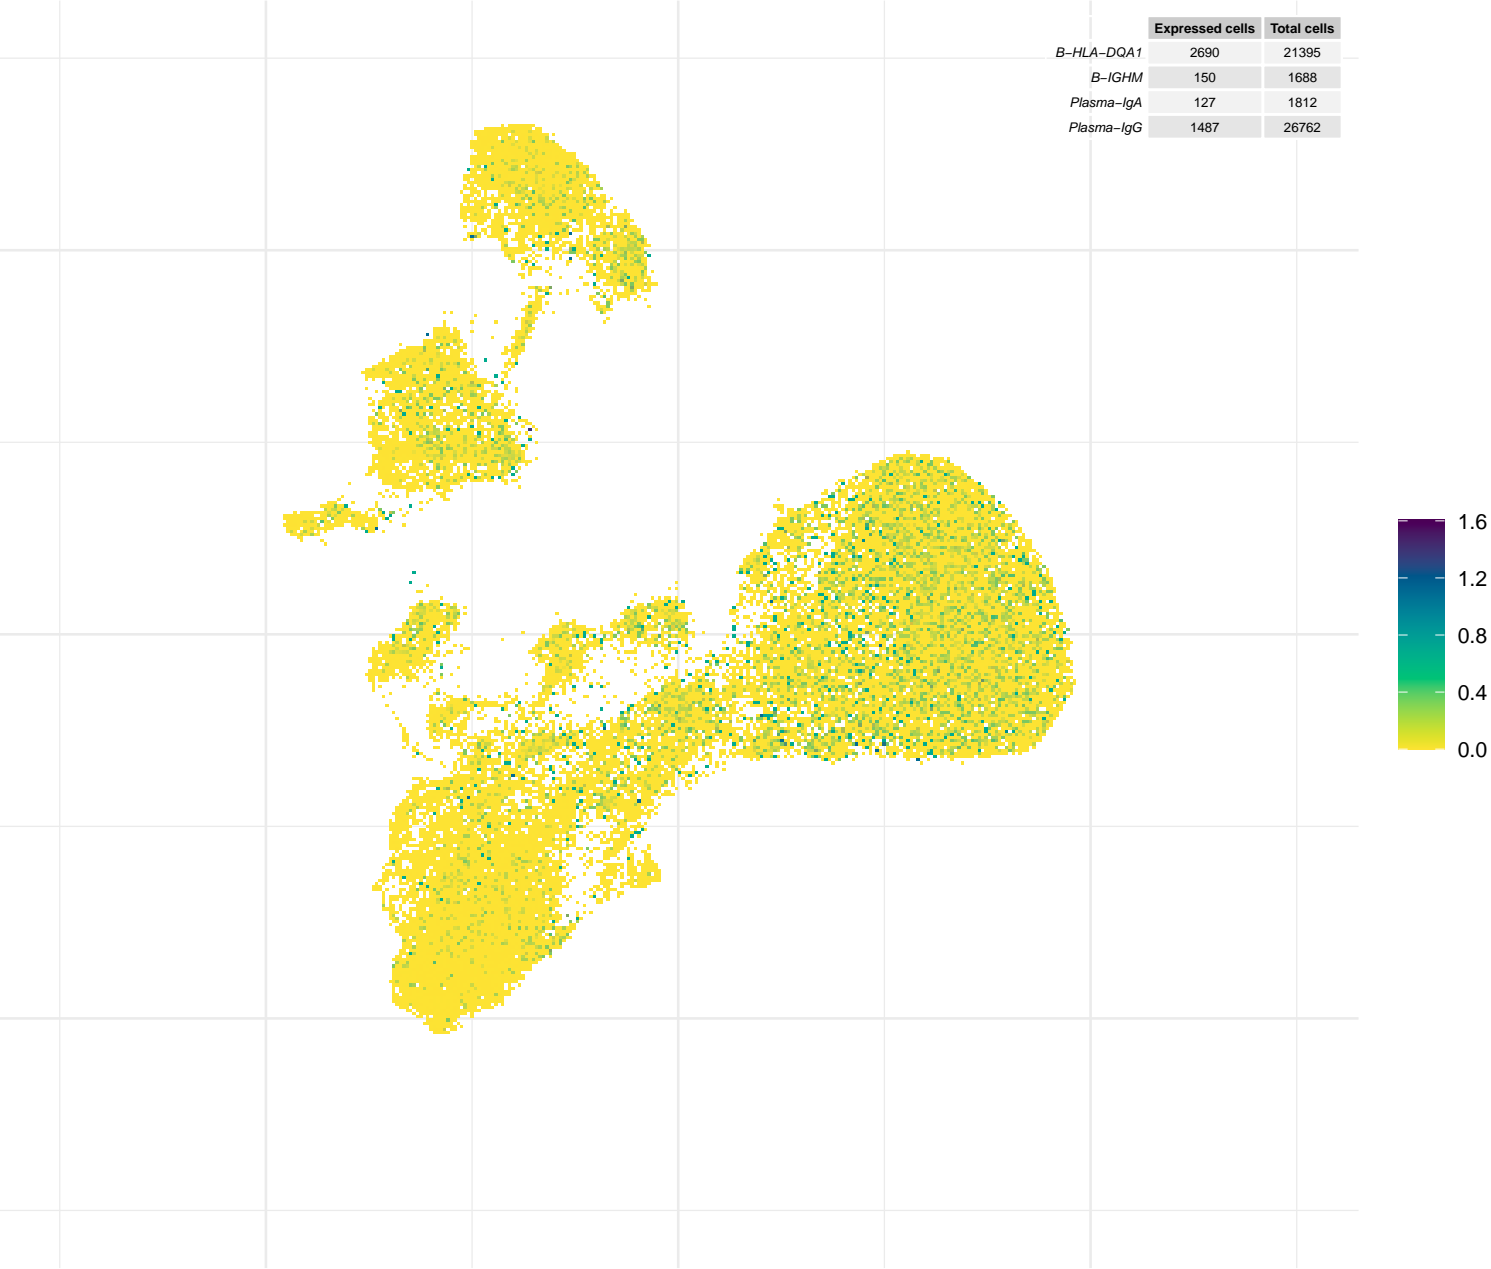 Expressed cells Total cells
B−HLA−DQA1 2690 21395
B−IGHM 150 1688
Plasma−IgA 127 1812
Plasma−IgG 1487 26762
1.6
1.2
0.8
0.4
0.0